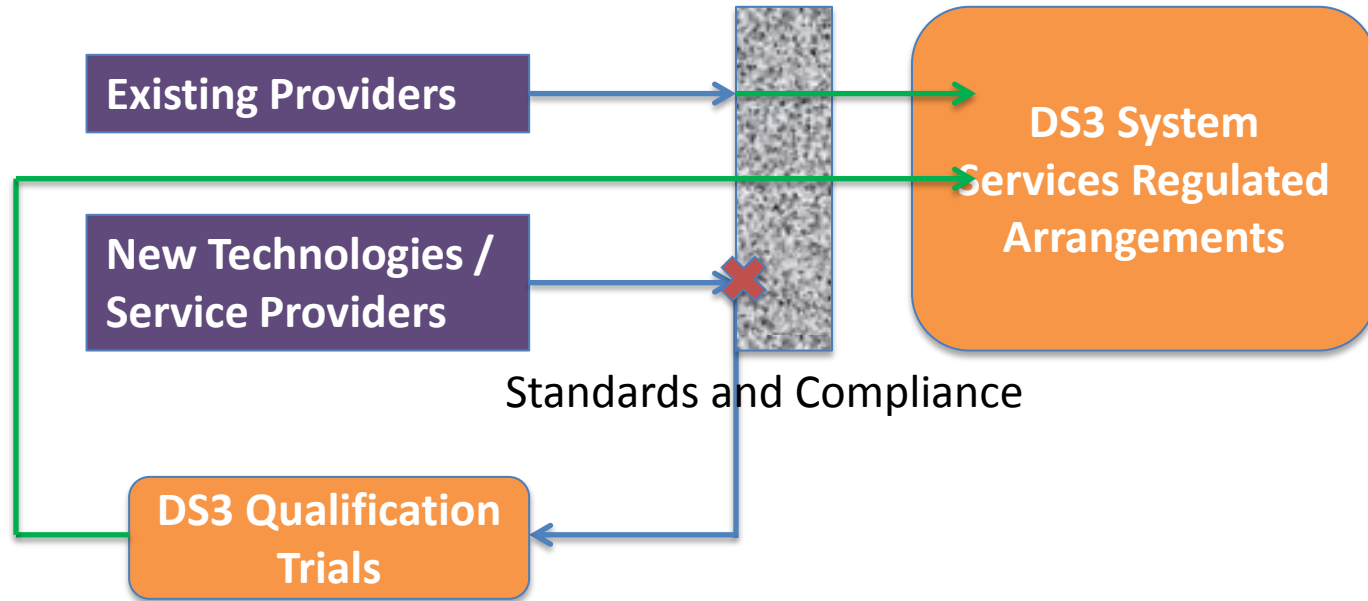 Existing Providers
DS3 System
Services Regulated
Arrangements
New Technologies /
Service Providers
Standards and Compliance
DS3 Qualification
Trials